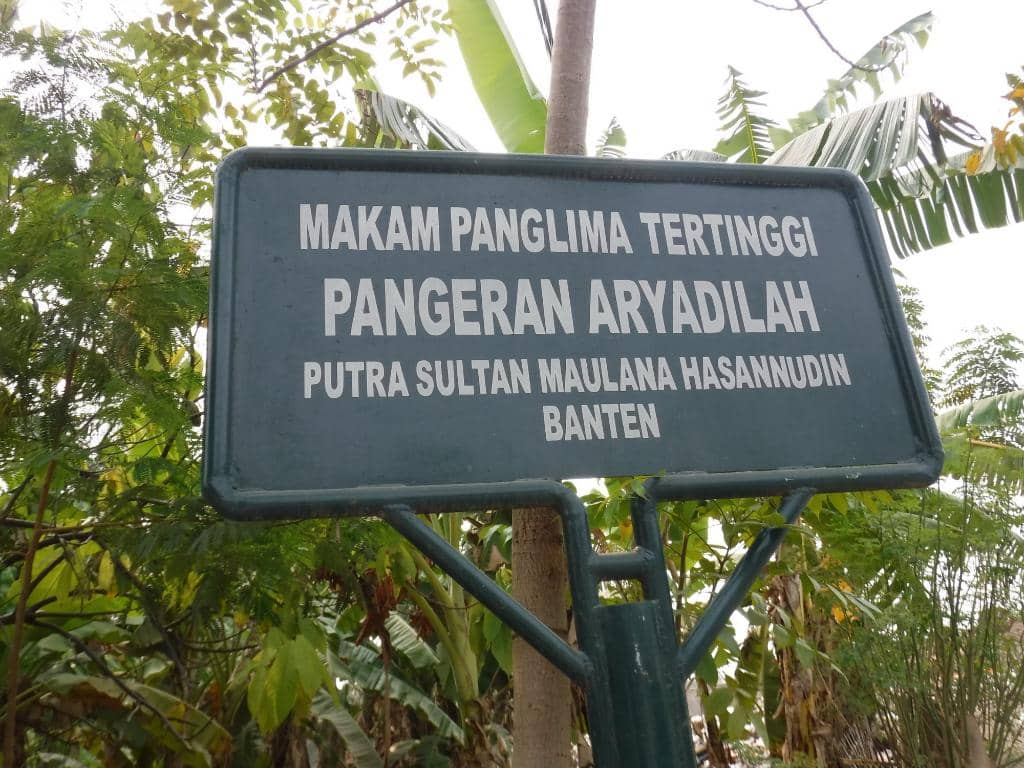 MAKAM PANGLIMA TERTINGGI
PANGERAN ARYADILAH
PUTRA SULTAN MAULANA HASANNUDIN
BANTEN